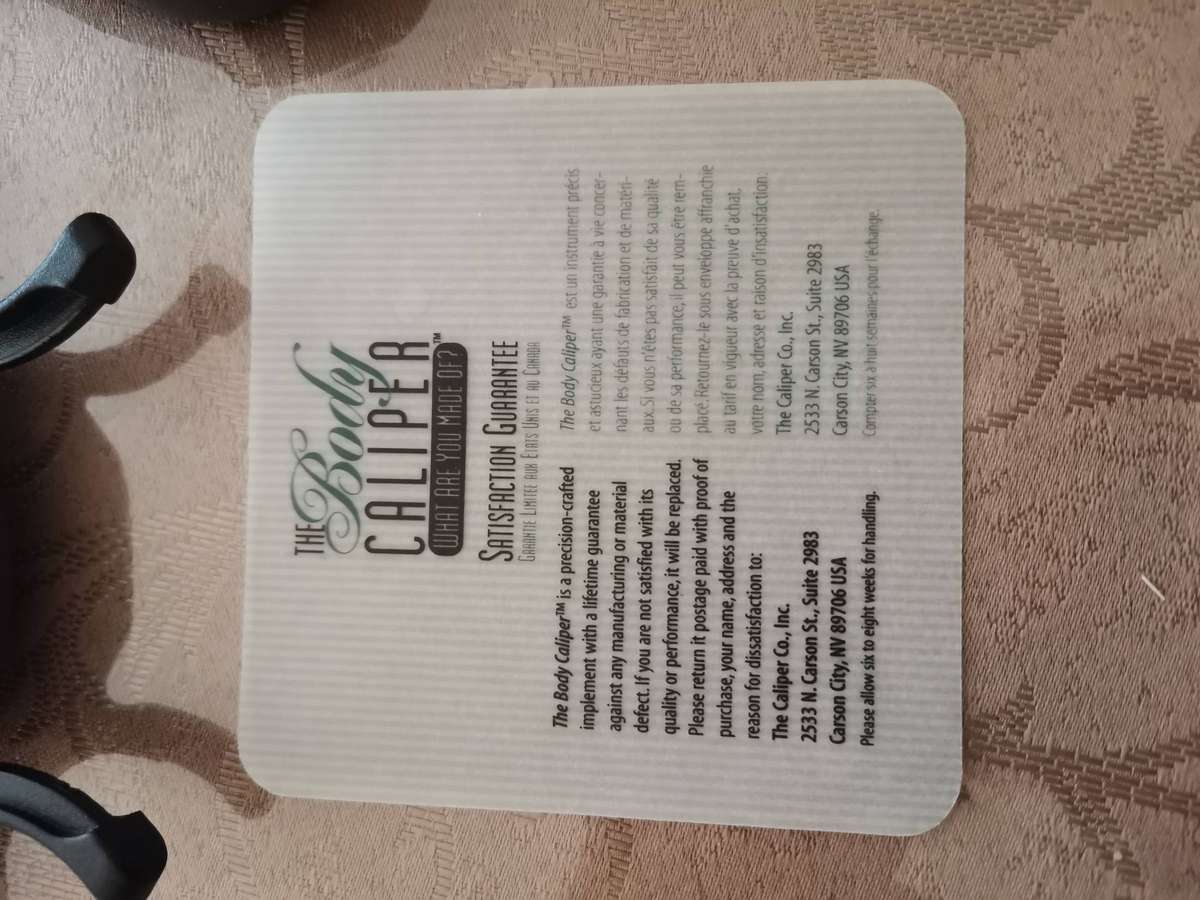 THE Body
CALIPER
WHAT ARE YOU MADE OF?™
SATISFACTION GUARANTEE
GARANTIE LIMITÉE AUX ETATS UNIS ET AU CANADA
The Body Caliper™ is a precision-crafted
implement with a lifetime guarantee
against any manufacturing or material
defect. If you are not satisfied with its
quality or performance, it will be replaced.
Please return it postage paid with proof of
purchase, your name, address and the
reason for dissatisfaction to:
The Caliper Co., Inc.
2533 N. Carson St., Suite 2983
Carson City, NV 89706 USA
Please allow six to eight weeks for handling.
The Body Caliper™ est un instrument précis
et astucieux ayant une garantie à vie concer-
nant les défauts de fabrication et de matéri-
aux. Si vous n'êtes pas satisfait de sa qualité
ou de sa performance, il peut vous être rem-
placé. Retournez-le sous enveloppe affranchie
au tarif en vigueur avec la preuve d'achat,
votre nom, adresse et raison d'insatisfaction.
The Caliper Co., Inc.
2533 N. Carson St., Suite 2983
Carson City, NV 89706 USA
Compter six à huit semaines pour l'échange.